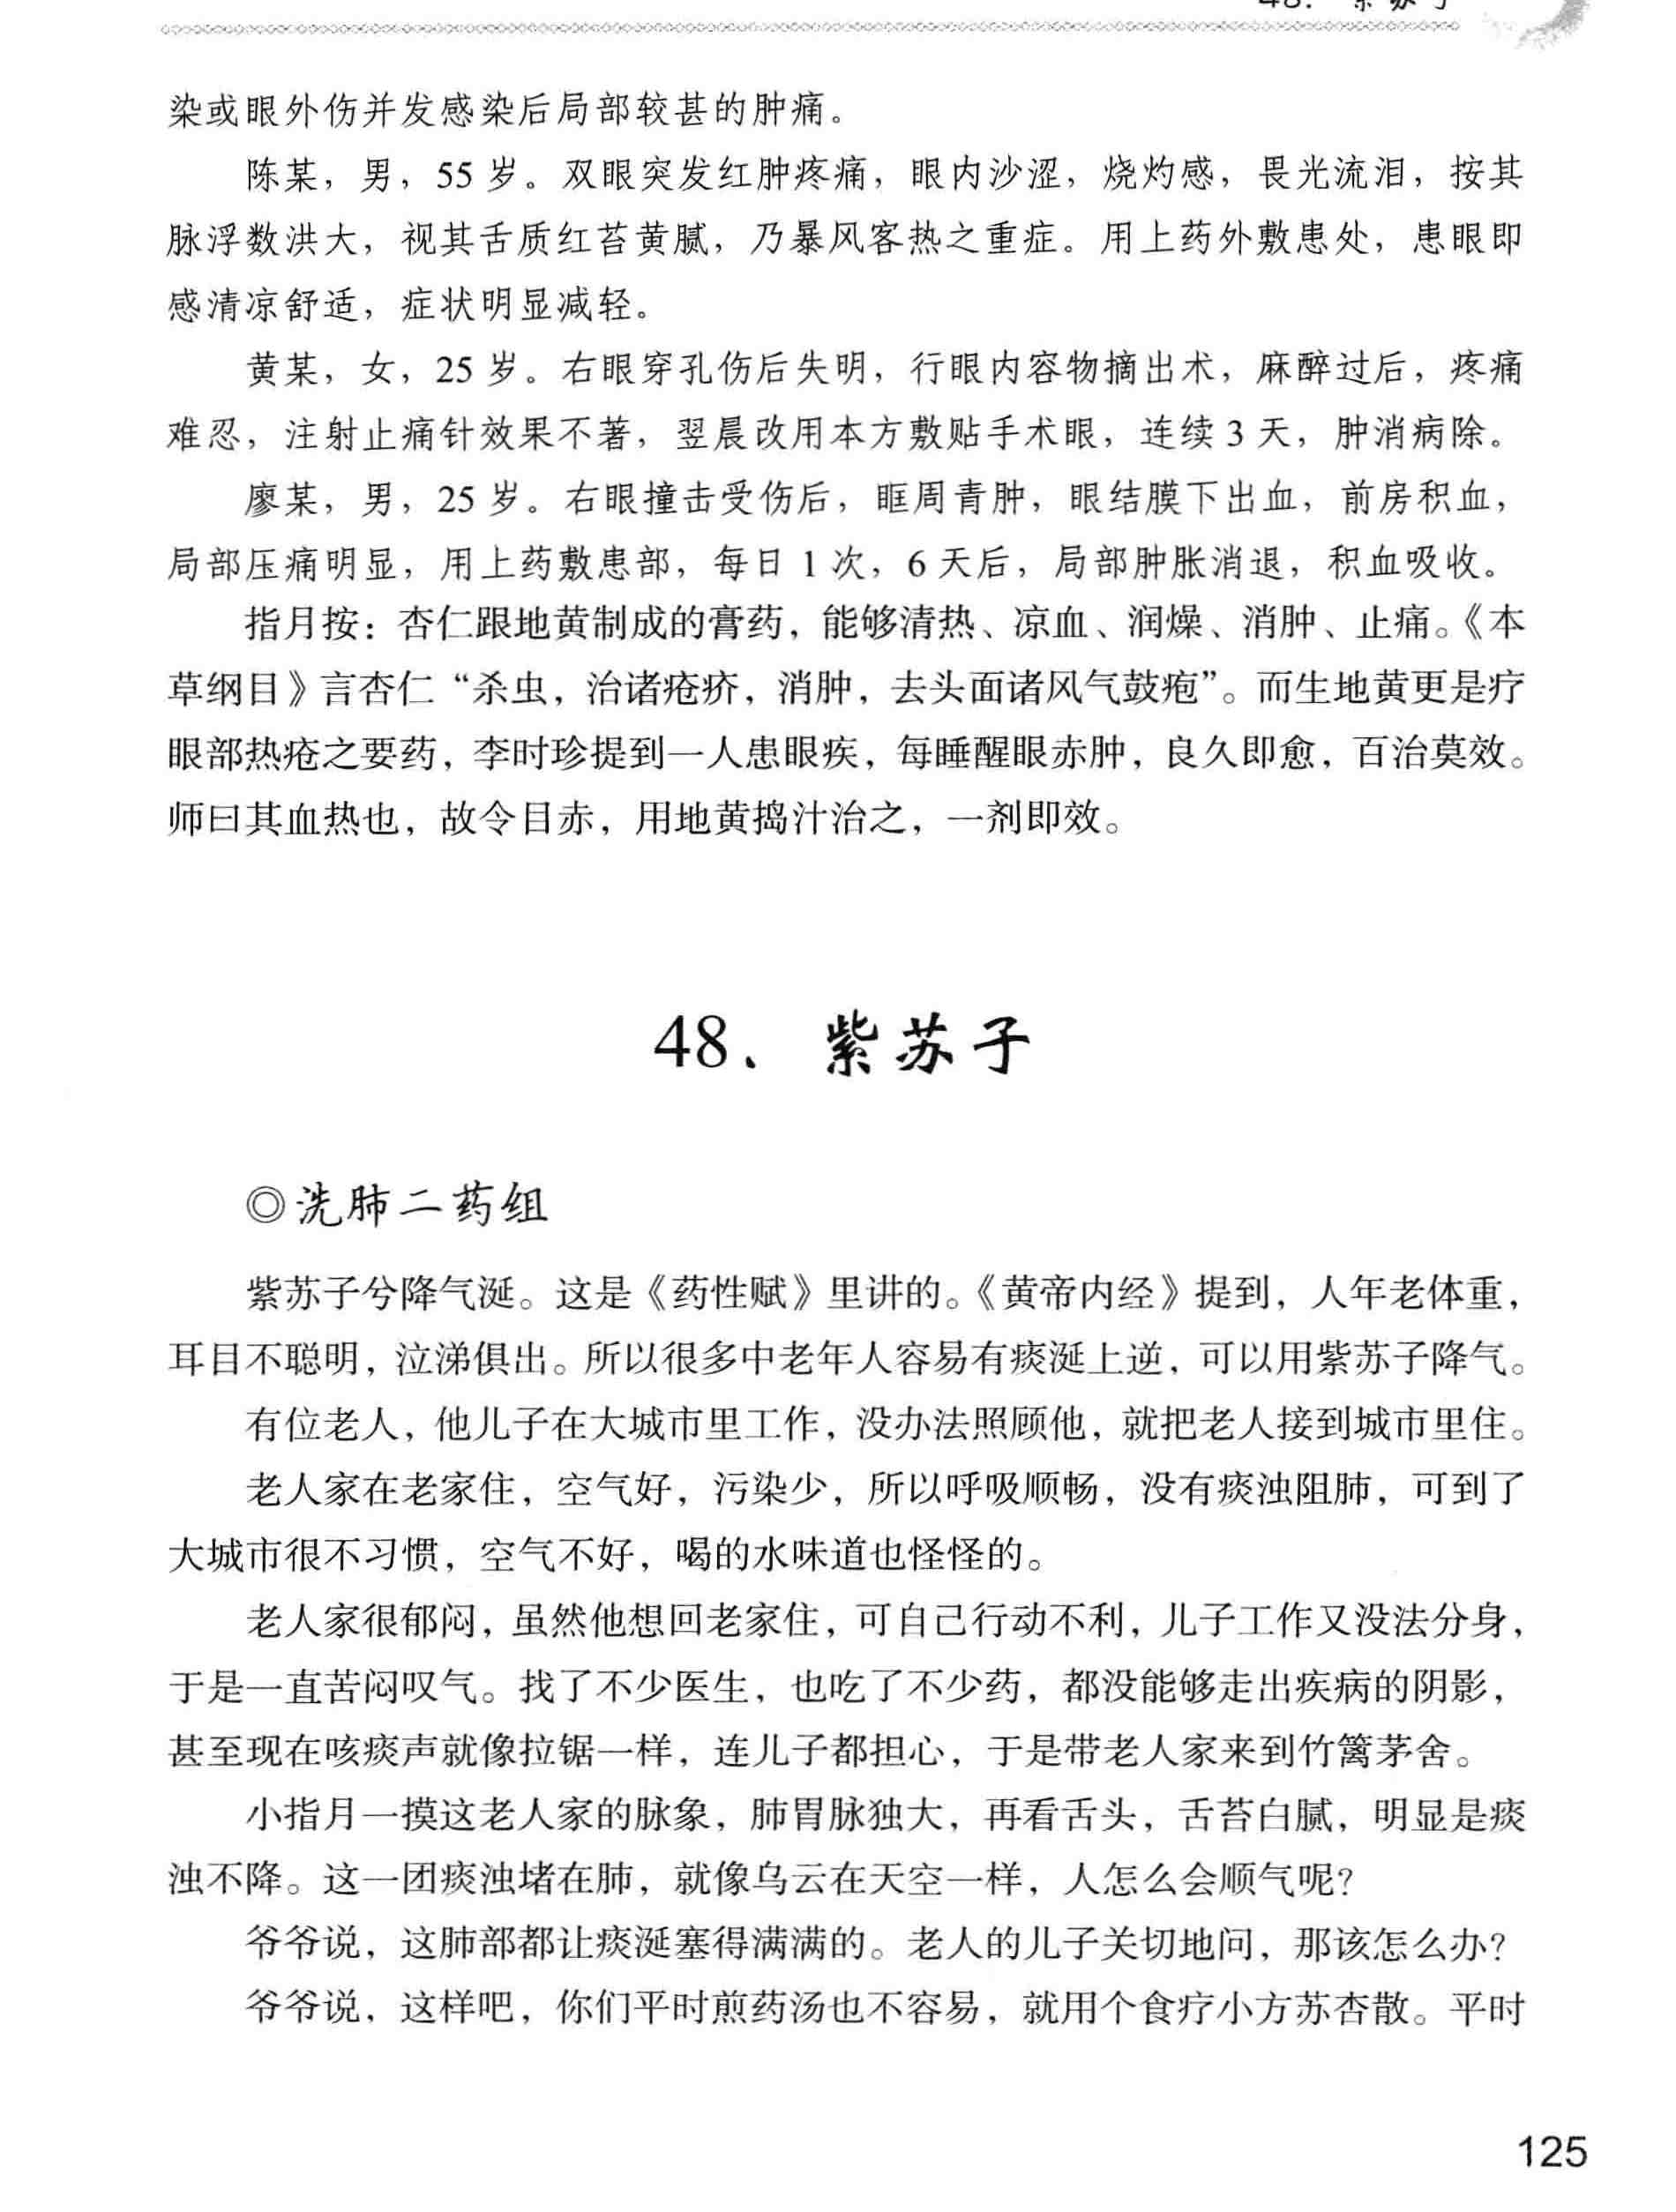 48. 紫苏子
染或眼外伤并发感染后局部较甚的肿痛。
陈某，男，55 岁。双眼突发红肿疼痛，眼内沙涩，烧灼感，畏光流泪，按其
脉浮数洪大，视其舌质红苔黄腻，乃暴风客热之重症。用上药外敷患处，患眼即
感清凉舒适，症状明显减轻。
黄某，女，25 岁。右眼穿孔伤后失明，行眼内容物摘出术，麻醉过后，疼痛
难忍，注射止痛针效果不著，翌晨改用本方敷贴手术眼，连续 3 天，肿消病除。
廖某，男，25 岁。右眼撞击受伤后，眶周青肿，眼结膜下出血，前房积血，
局部压痛明显，用上药敷患部，每日 1 次，6 天后，局部肿胀消退，积血吸收。
指月按：杏仁跟地黄制成的膏药，能够清热、凉血、润燥、消肿、止痛。《本
草纲目》言杏仁“杀虫，治诸疮疥，消肿，去头面诸风气鼓疱”。而生地黄更是疗
眼部热疮之要药，李时珍提到一人患眼疾，每睡醒眼赤肿，良久即愈，百治莫效。
师曰其血热也，故令目赤，用地黄捣汁治之，一剂即效。
48、紫苏子
◎洗肺二药组
紫苏子兮降气涎。这是《药性赋》里讲的。《黄帝内经》提到，人年老体重，
耳目不聪明，泣涕俱出。所以很多中老年人容易有痰涎上逆，可以用紫苏子降气。
有位老人，他儿子在大城市里工作，没办法照顾他，就把老人接到城市里住。
老人家在老家住，空气好，污染少，所以呼吸顺畅，没有痰浊阻肺，可到了
大城市很不习惯，空气不好，喝的水味道也怪怪的。
老人家很郁闷，虽然他想回老家住，可自己行动不利，儿子工作又没法分身，
于是一直苦闷叹气。找了不少医生，也吃了不少药，都没能够走出疾病的阴影，
甚至现在咳痰声就像拉锯一样，连儿子都担心，于是带老人家来到竹篱茅舍。
小指月一摸这老人家的脉象，肺胃脉独大，再看舌头，舌苔白腻，明显是痰
浊不降。这一团痰浊堵在肺，就像乌云在天空一样，人怎么会顺气呢？
爷爷说，这肺部都让痰涎塞得满满的。老人的儿子关切地问，那该怎么办？
爷爷说，这样吧，你们平时煎药汤也不容易，就用个食疗小方苏杏散。平时
125